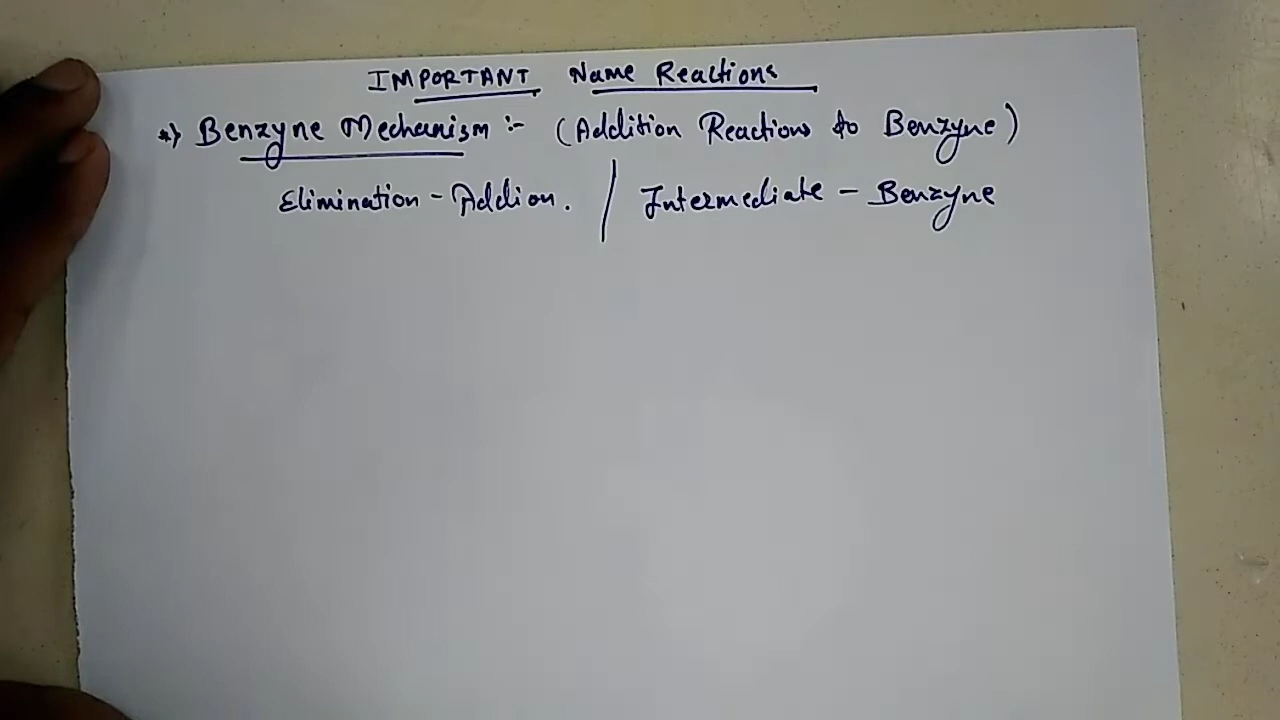 IMPORTANT Name Reactions
*) Benzyne Mechanism :- (Addition Reactions to Benzyne)
Elimination - Addion. / Intermediate - Benzyne